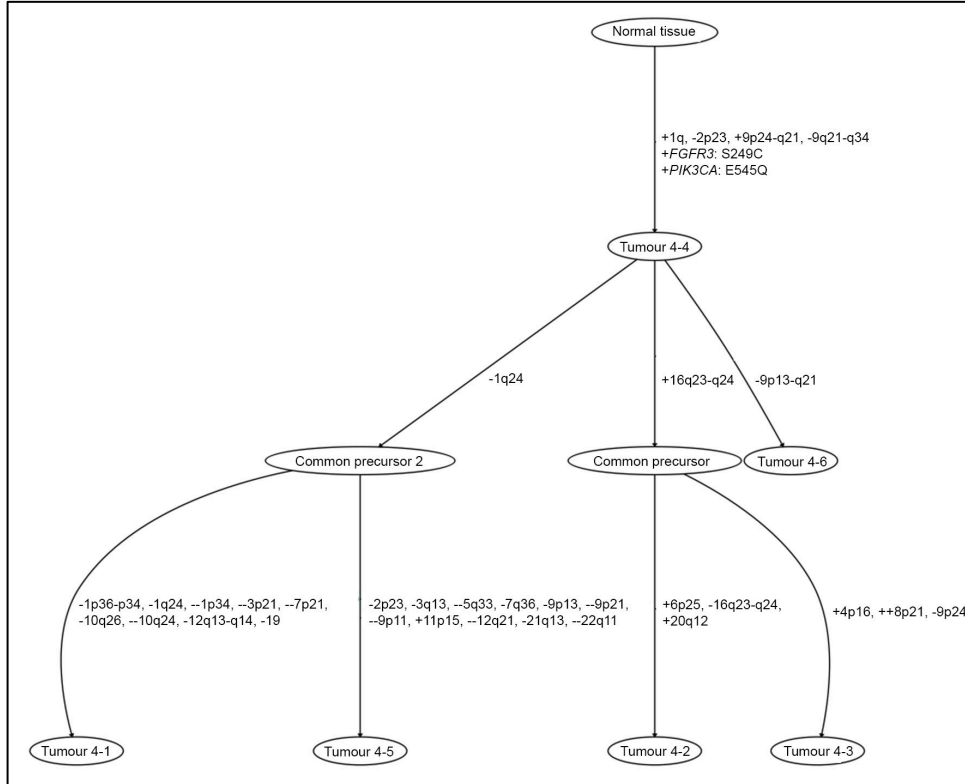 Normal tissue
+1q, -2p23, +9p24-q21, -9q21-q34
+FGFR3: S249C
+PIK3CA: E545Q
Tumour 4-4
-1q24
+16q23-q24
-9p13-q21
Common precursor 2
Common precursor
Tumour 4-6
-1p36-p34, -1q24, --1p34, --3p21, --7p21,
-10q26, --10q24, -12q13-q14, -19
-2p23, -3q13, --5q33, -7q36, -9p13, --9p21,
--9p11, +11p15, --12q21, -21q13, --22q11
+6p25, -16q23-q24,
+20q12
+4p16, ++8p21, -9p24
Tumour 4-1
Tumour 4-5
Tumour 4-2
Tumour 4-3